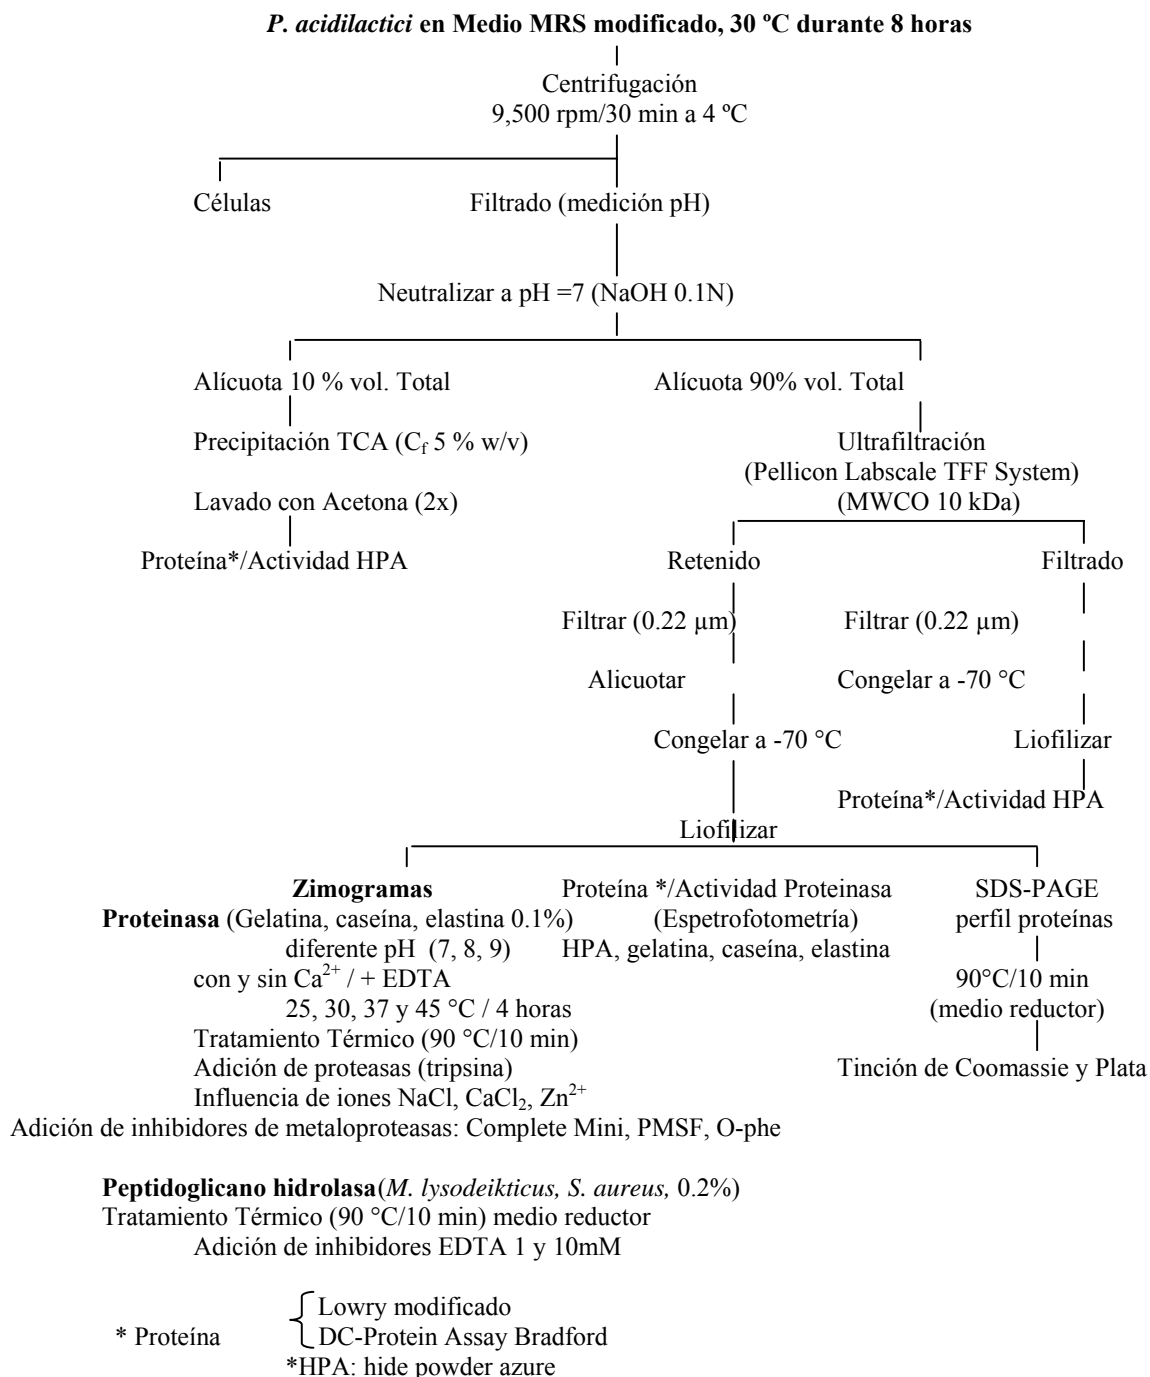 P. acidilactici en Medio MRS modificado, 30 ºC durante 8 horas
Centrifugación
9,500 rpm/30 min a 4 ºC
Células
Filtrado (medición pH)
Neutralizar a pH =7 (NaOH 0.1N)
Alícuota 10 % vol. Total
Alícuota 90% vol. Total
Precipitación TCA (Cf 5 % w/v)
Ultrafiltración
(Pellicon Labscale TFF System)
Lavado con Acetona (2x)
(MWCO 10 kDa)
Proteína*/Actividad HPA
Retenido
Filtrado
Filtrar (0.22 µm)
Filtrar (0.22 µm)
Alicuotar
Congelar a -70 °C
Congelar a -70 °C
Liofilizar
Proteína*/Actividad HPA
Liofilizar
Zimogramas
Proteinasa (Gelatina, caseína, elastina 0.1%)
diferente pH (7, 8, 9)
con y sin Ca2+ / + EDTA
25, 30, 37 y 45 °C / 4 horas
Tratamiento Térmico (90 °C/10 min)
Adición de proteasas (tripsina)
Influencia de iones NaCl, CaCl2, Zn2+
Adición de inhibidores de metaloproteasas: Complete Mini, PMSF, O-phe
Proteína */Actividad Proteinasa
(Espetrofotometría)
HPA, gelatina, caseína, elastina
SDS-PAGE
perfil proteínas
90°C/10 min
(medio reductor)
Tinción de Coomassie y Plata
Peptidoglicano hidrolasa(M. lysodeikticus, S. aureus, 0.2%)
Tratamiento Térmico (90 °C/10 min) medio reductor
Adición de inhibidores EDTA 1 y 10mM
* Proteína
Lowry modificado
DC-Protein Assay Bradford
*HPA: hide powder azure